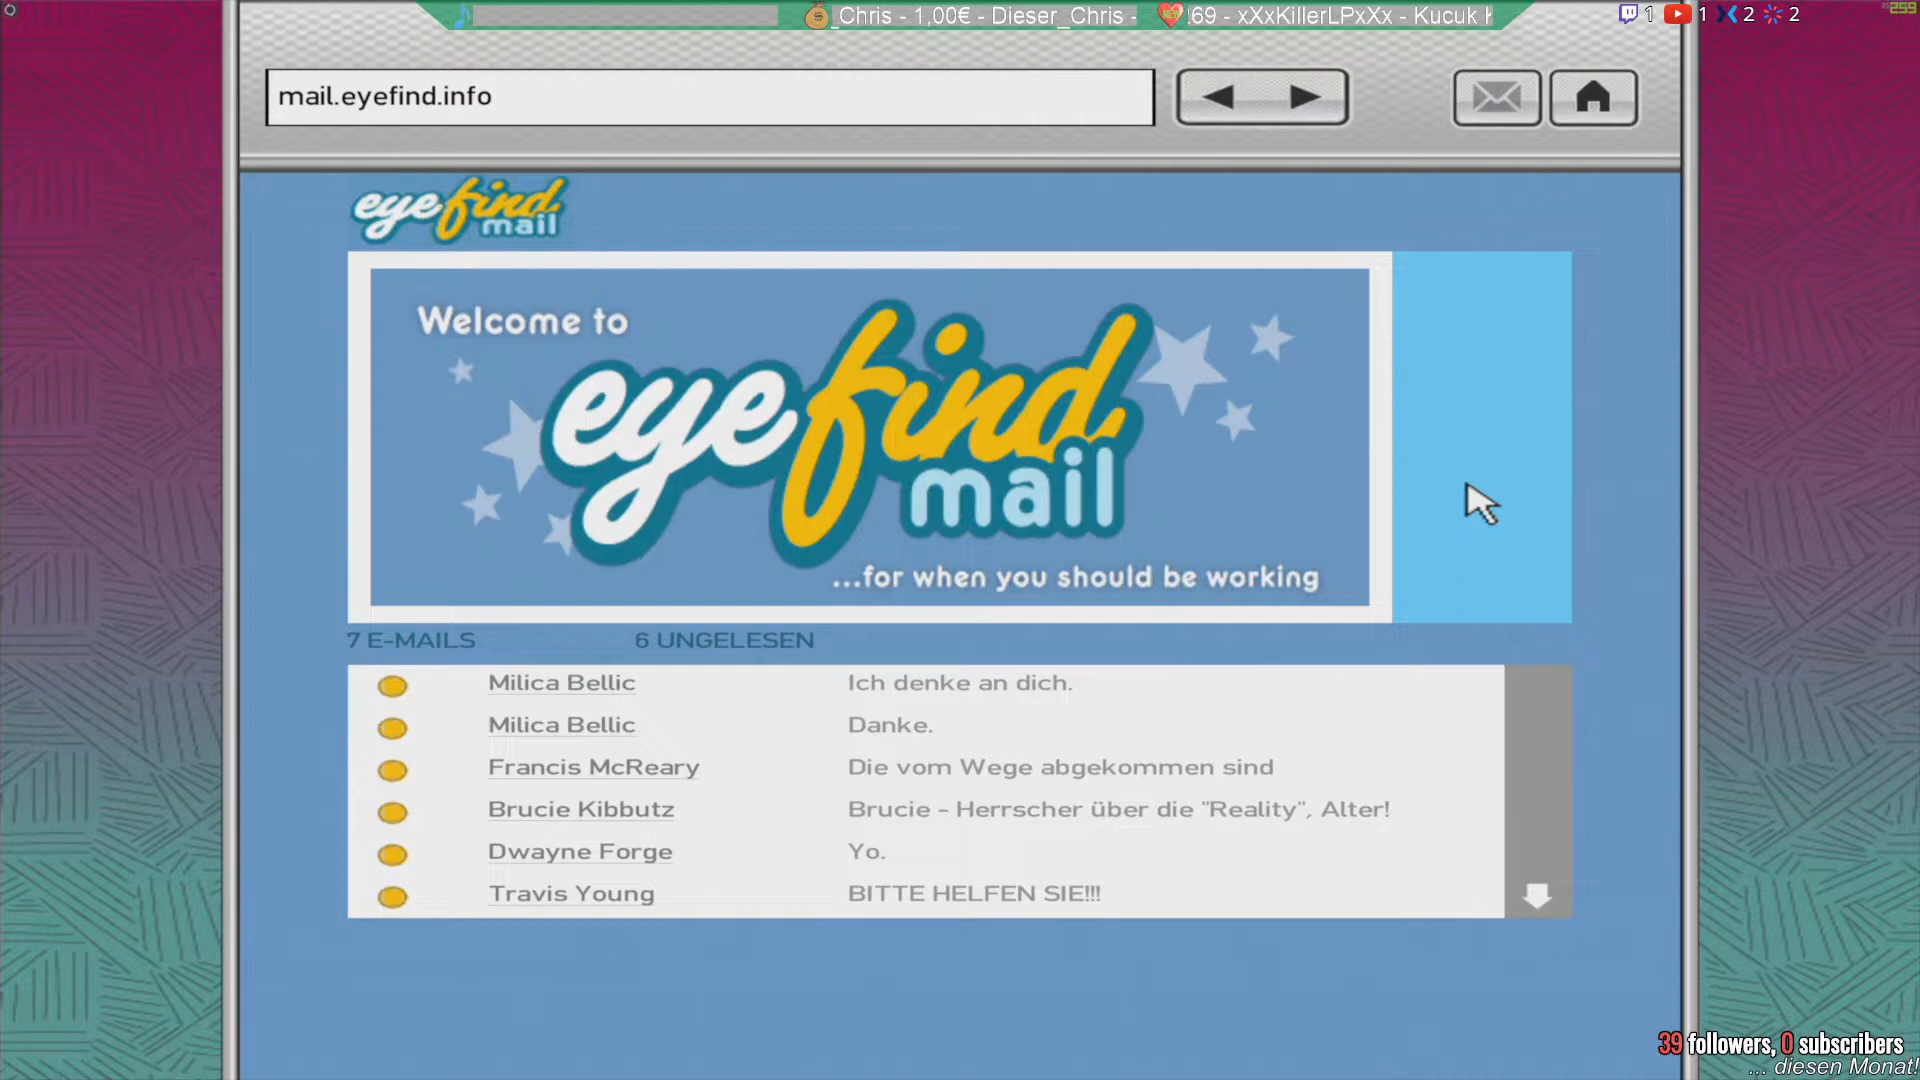 _Chris - 1,00€ - Dieser_Chris -
!69 - xXxKillerLPxXx - Kucuk
1 1 2 2
259
mail.eyefind.info
eyefind mail
Welcome to
eyefind
mail
...for when you should be working
7 E-MAILS 6 UNGELESEN
Milica Bellic Ich denke an dich.
Milica Bellic Danke.
Francis McReary Die vom Wege abgekommen sind
Brucie Kibbutz Brucie - Herrscher über die "Reality", Alter!
Dwayne Forge Yo.
Travis Young BITTE HELFEN SIE!!!
39 followers, 0 subscribers
... diesen Monat!